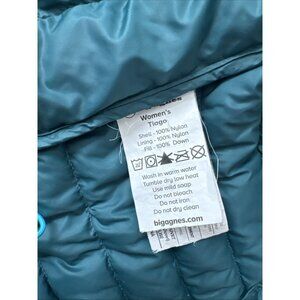 Women's
Tiago
Shell - 100% Nylon
Lining - 100% Nylon
Fill - 100% Down
Wash in warm water
Tumble dry low heat
Use mild soap
Do not bleach
Do not iron
Do not dry clean
bigagnes.com